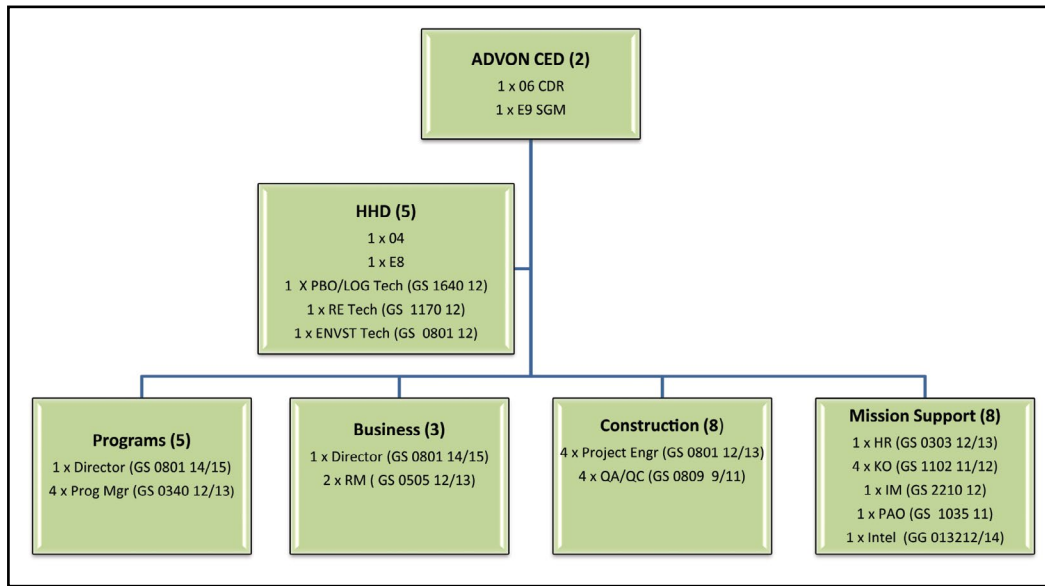 ADVON CED (2)
1 x 06 CDR
1 x E9 SGM
HHD (5)
1 x 04
1 x E8
1 X PBO/LOG Tech (GS 1640 12)
1 x RE Tech (GS 1170 12)
1 x ENVST Tech (GS 0801 12)
Programs (5)
1 x Director (GS 0801 14/15)
4 x Prog Mgr (GS 0340 12/13)
Business (3)
1 x Director (GS 0801 14/15)
2 x RM ( GS 0505 12/13)
Construction (8)
4 x Project Engr (GS 0801 12/13)
4 x QA/QC (GS 0809 9/11)
Mission Support (8)
1 x HR (GS 0303 12/13)
4 x KO (GS 1102 11/12)
1 x IM (GS 2210 12)
1 x PAO (GS 1035 11)
1 x Intel (GG 013212/14)